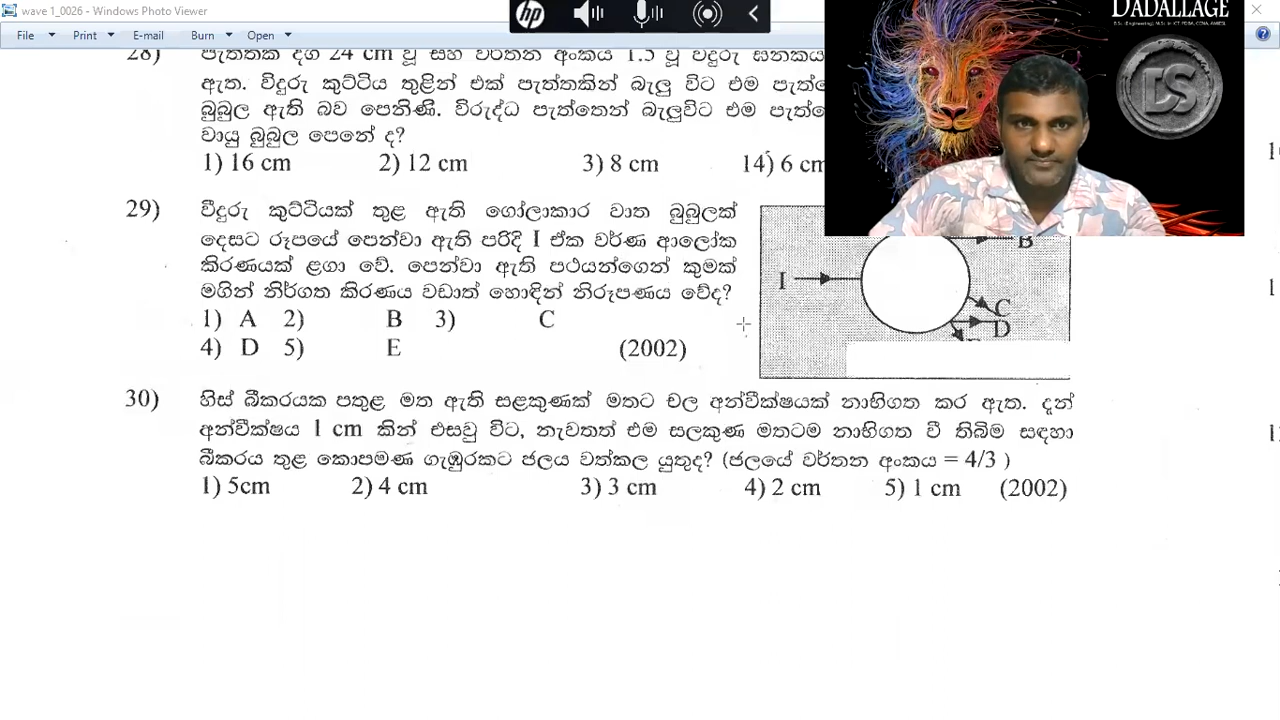 wave 1_0026 - Windows Photo Viewer
File Print E-mail Burn Open
DADALLAGE
DS
28) පැත්තක දිග 24 cm වූ සහ වර්තන අංකය 1.5 වූ වීදුරු ඝනකය
ඇත. විදුරු කුට්ටිය තුළින් එක් පැත්තකින් බැලු විට එම
බුබුල ඇති බව පෙනිණි. විරුද්ධ පැත්තෙන් බැලුවිට එම
වායු බුබුල පෙනේ ද?
1) 16 cm 2) 12 cm 3) 8 cm 14) 6 cm
29) වීදුරු කුට්ටියක් තුළ ඇති ගෝලාකාර වාත බුබුලක්
දෙසට රූපයේ පෙන්වා ඇති පරිදි I ඒක වර්ණ ආලෝක
කිරණයක් ළගා වේ. පෙන්වා ඇති පථයන්ගෙන් කුමක්
මගින් නිර්ගත කිරණය වඩාත් හොඳින් නිරූපණය වේද?
1) A 2) B 3) C
4) D 5) E (2002)
I
B
C
D
30) හිස් බීකරයක පතුළ මත ඇති සළකුණක් මතට චල අන්වීක්ෂයක් නාභිගත කර ඇත. දැන්
අන්වීක්ෂය 1 cm කින් එසවු විට, නැවතත් එම සලකුණ මතටම නාභිගත වී තිබීම සඳහා
බීකරය තුළ කොපමණ ගැඹුරකට ජලය වත්කල යුතුද? (ජලයේ වර්තන අංකය = 4/3 )
1) 5cm 2) 4 cm 3) 3 cm 4) 2 cm 5) 1 cm (2002)